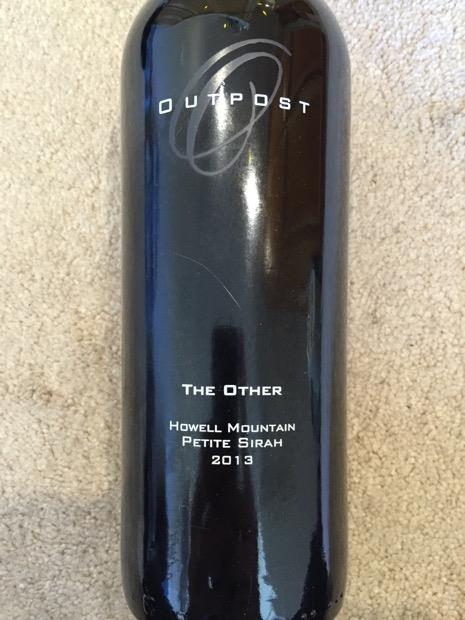 OUTPOST
THE OTHER
HOWELL MOUNTAIN
PETITE SIRAH
2013